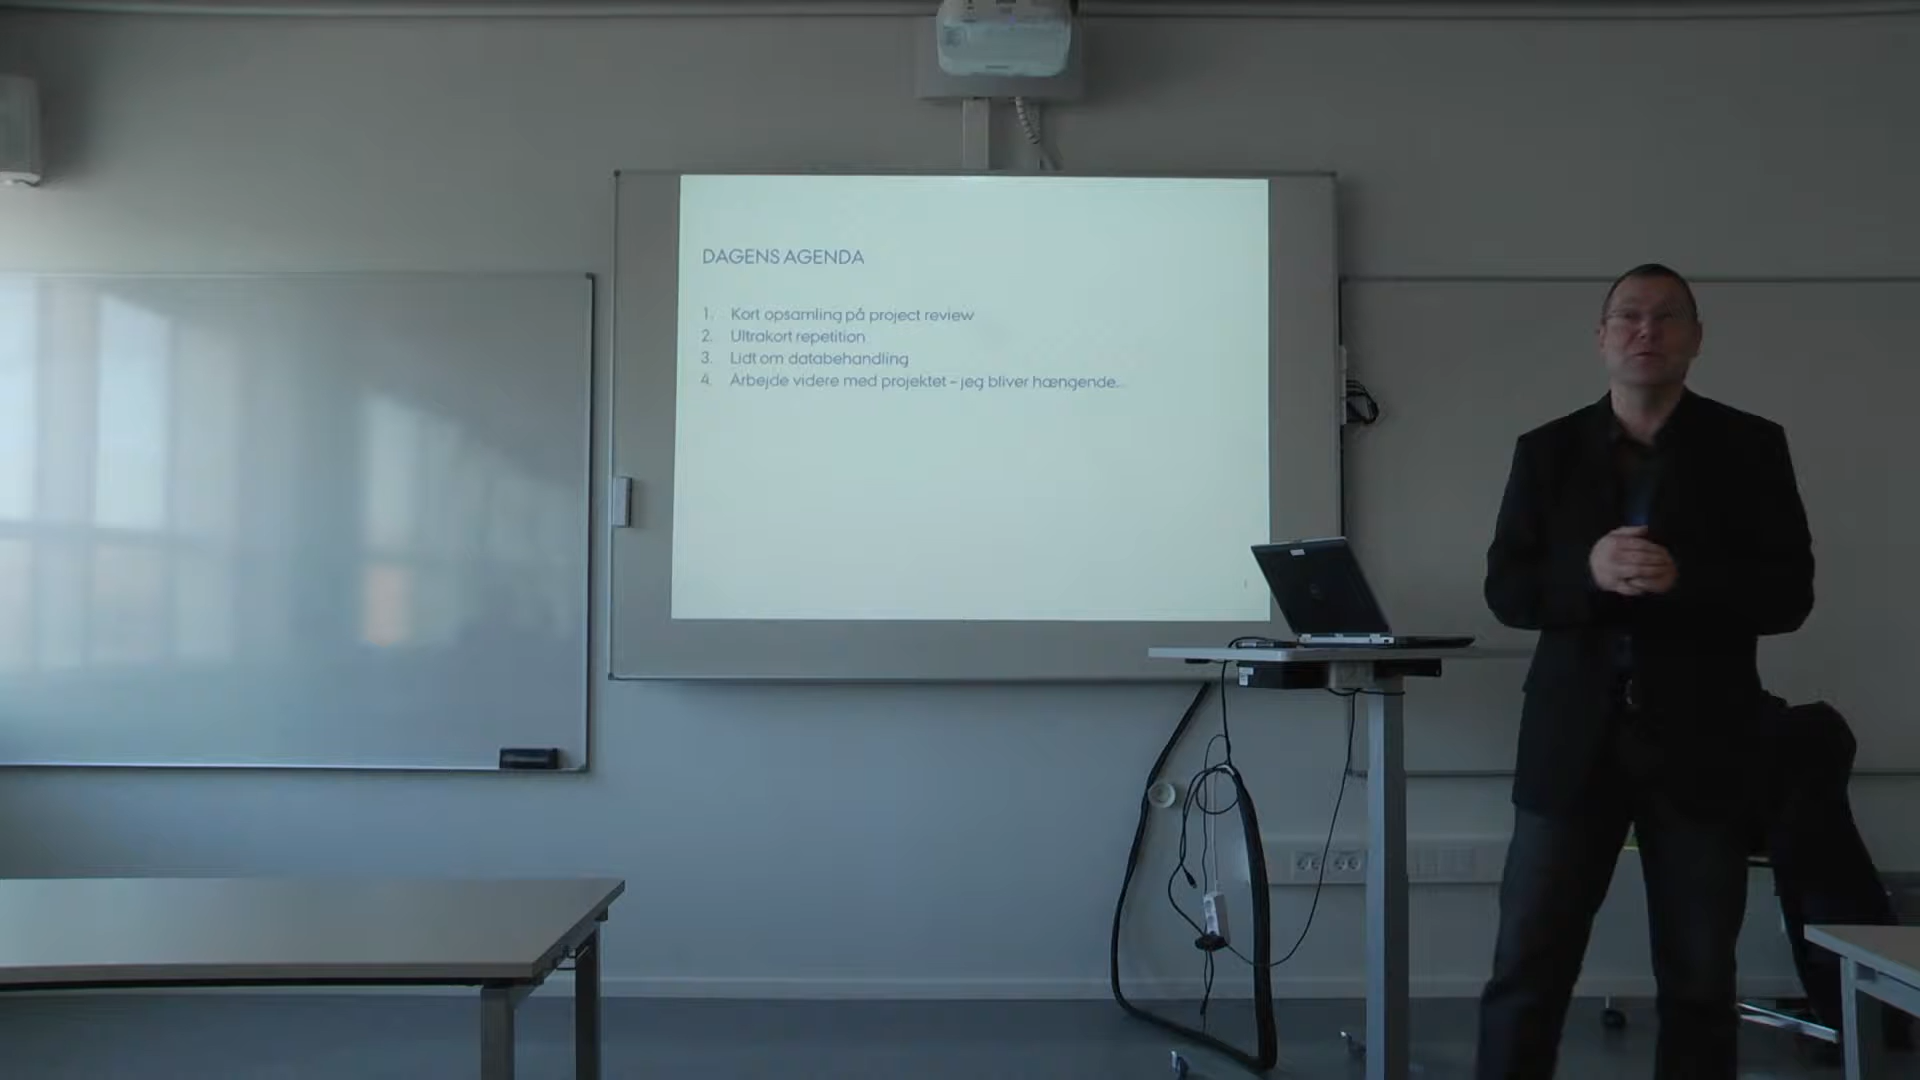 DAGENS AGENDA
1. Kort opsamling på project review
2. Ultrakort repetition
3. Lidt om databehandling
4. Arbejde videre med projektet – jeg bliver hængende...